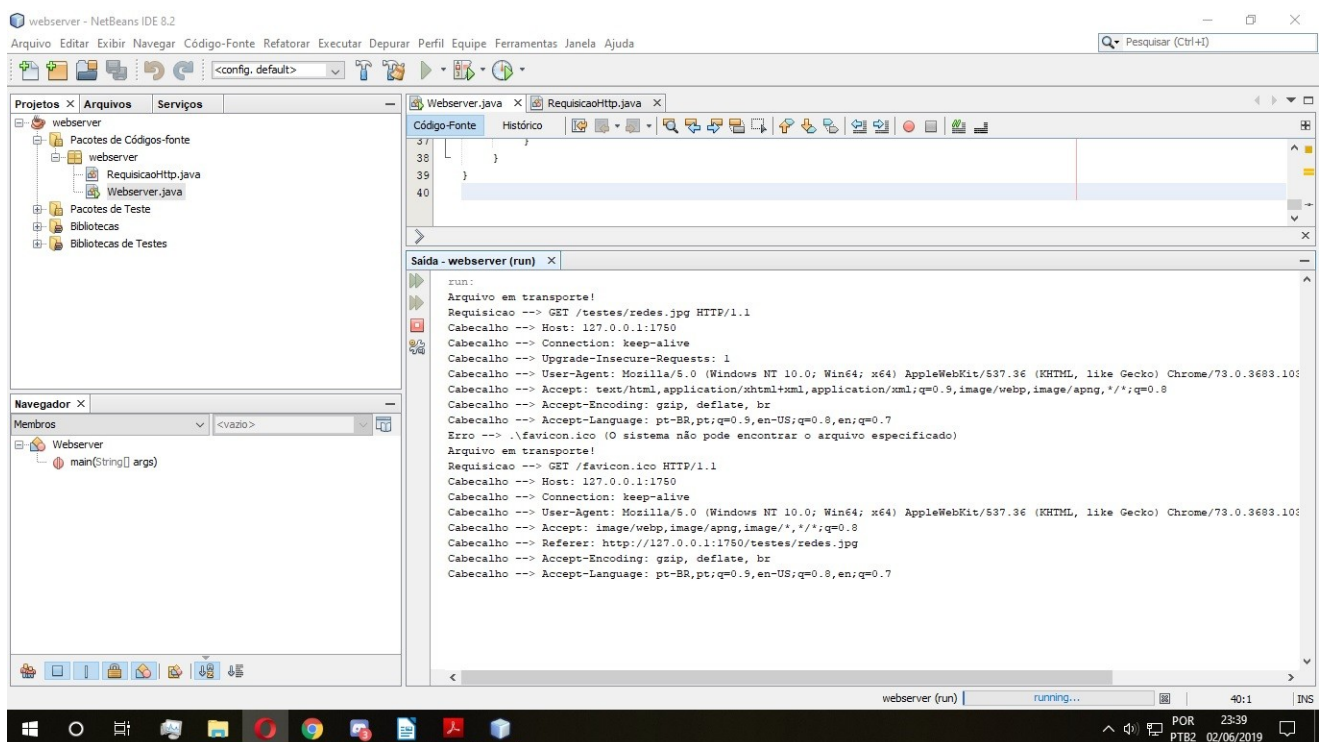 webserver - NetBeans IDE 8.2
Arquivo Editar Exibir Navegar Código-Fonte Refatorar Executar Depurar Perfil Equipe Ferramentas Janela Ajuda
Pesquisar (Ctrl+I)
<config. default>
Projetos Arquivos Serviços
webserver
Pacotes de Códigos-fonte
webserver
RequisicaoHttp.java
Webserver.java
Pacotes de Teste
Bibliotecas
Bibliotecas de Testes
Navegador
Membros <vazio>
Webserver
main(String[] args)
Webserver.java RequisicaoHttp.java
Código-Fonte Histórico
37 }
38 }
39 }
40
Saída - webserver (run)
run:
Arquivo em transporte!
Requisicao --> GET /testes/redes.jpg HTTP/1.1
Cabecalho --> Host: 127.0.0.1:1750
Cabecalho --> Connection: keep-alive
Cabecalho --> Upgrade-Insecure-Requests: 1
Cabecalho --> User-Agent: Mozilla/5.0 (Windows NT 10.0; Win64; x64) AppleWebKit/537.36 (KHTML, like Gecko) Chrome/73.0.3683.103
Cabecalho --> Accept: text/html,application/xhtml+xml,application/xml;q=0.9,image/webp,image/apng,*/*;q=0.8
Cabecalho --> Accept-Encoding: gzip, deflate, br
Cabecalho --> Accept-Language: pt-BR,pt;q=0.9,en-US;q=0.8,en;q=0.7
Erro --> .\favicon.ico (O sistema não pode encontrar o arquivo especificado)
Arquivo em transporte!
Requisicao --> GET /favicon.ico HTTP/1.1
Cabecalho --> Host: 127.0.0.1:1750
Cabecalho --> Connection: keep-alive
Cabecalho --> User-Agent: Mozilla/5.0 (Windows NT 10.0; Win64; x64) AppleWebKit/537.36 (KHTML, like Gecko) Chrome/73.0.3683.103
Cabecalho --> Accept: image/webp,image/apng,image/*,*/*;q=0.8
Cabecalho --> Referer: http://127.0.0.1:1750/testes/redes.jpg
Cabecalho --> Accept-Encoding: gzip, deflate, br
Cabecalho --> Accept-Language: pt-BR,pt;q=0.9,en-US;q=0.8,en;q=0.7
webserver (run) running... 40:1 INS
POR 23:39
PTB2 02/06/2019